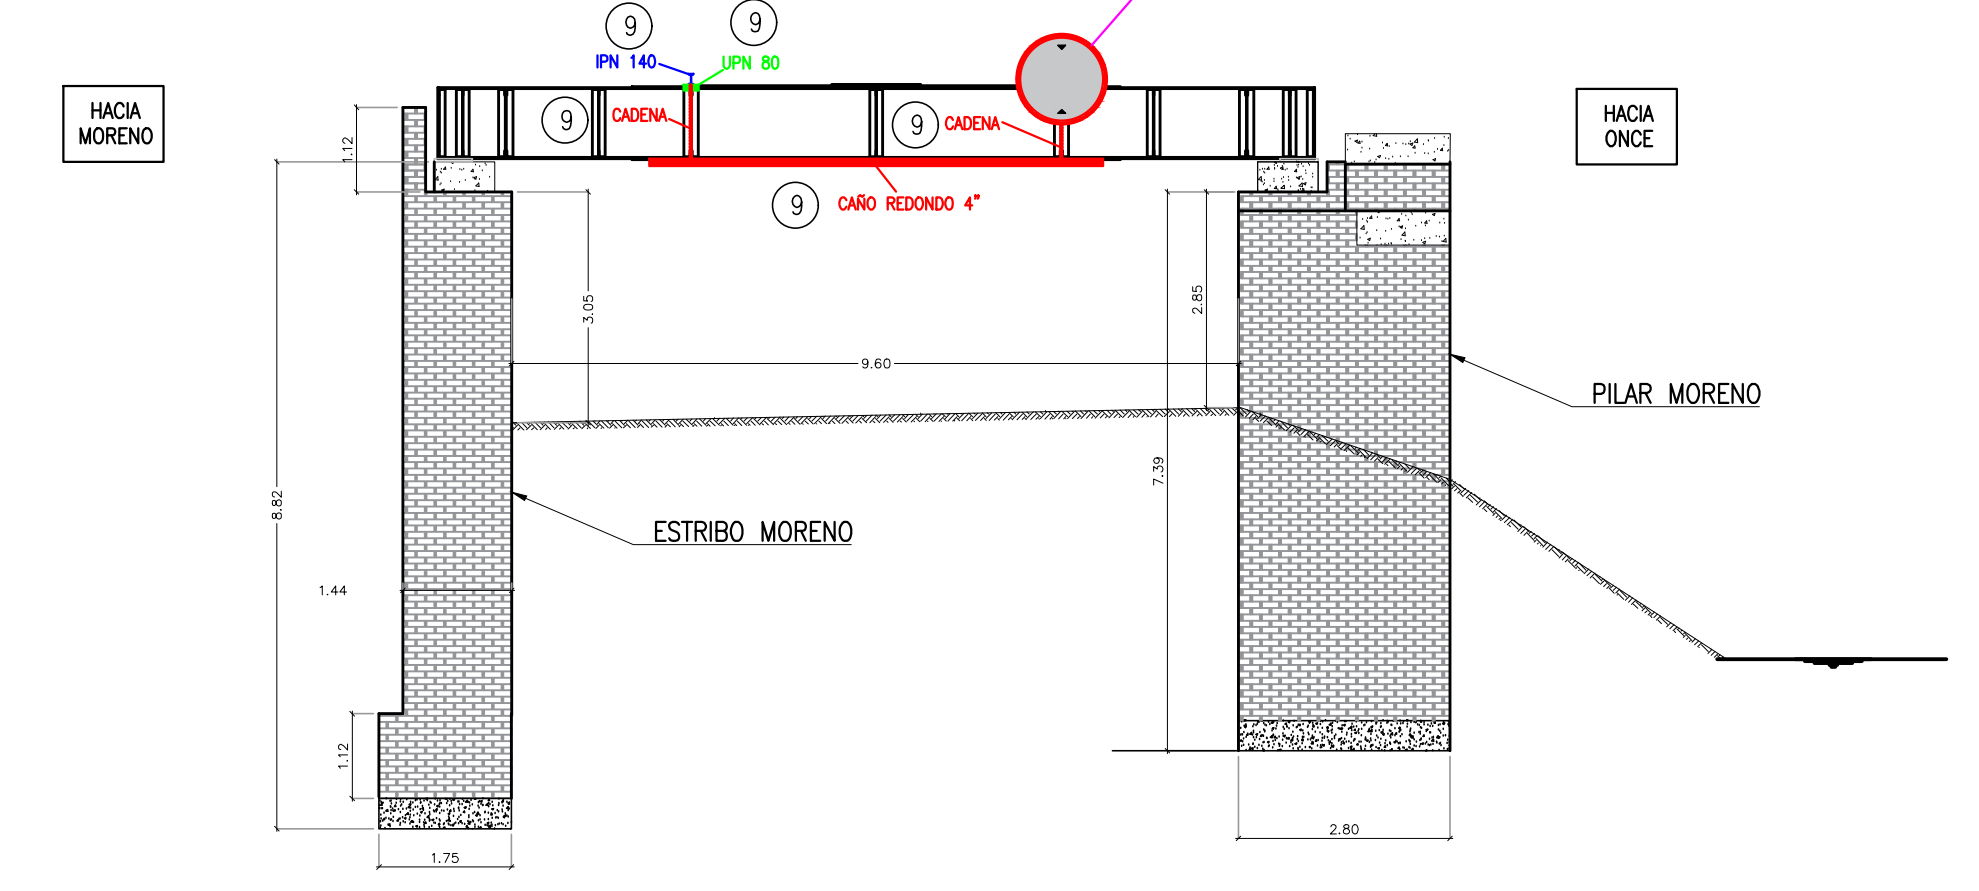 9
9
IPN 140
UPN 80
HACIA
MORENO
9
CADENA
9
CADENA
HACIA
ONCE
1.12
9
CAÑO REDONDO 4"
3.05
2.85
9.60
PILAR MORENO
7.39
8.82
ESTRIBO MORENO
1.44
1.12
2.80
1.75